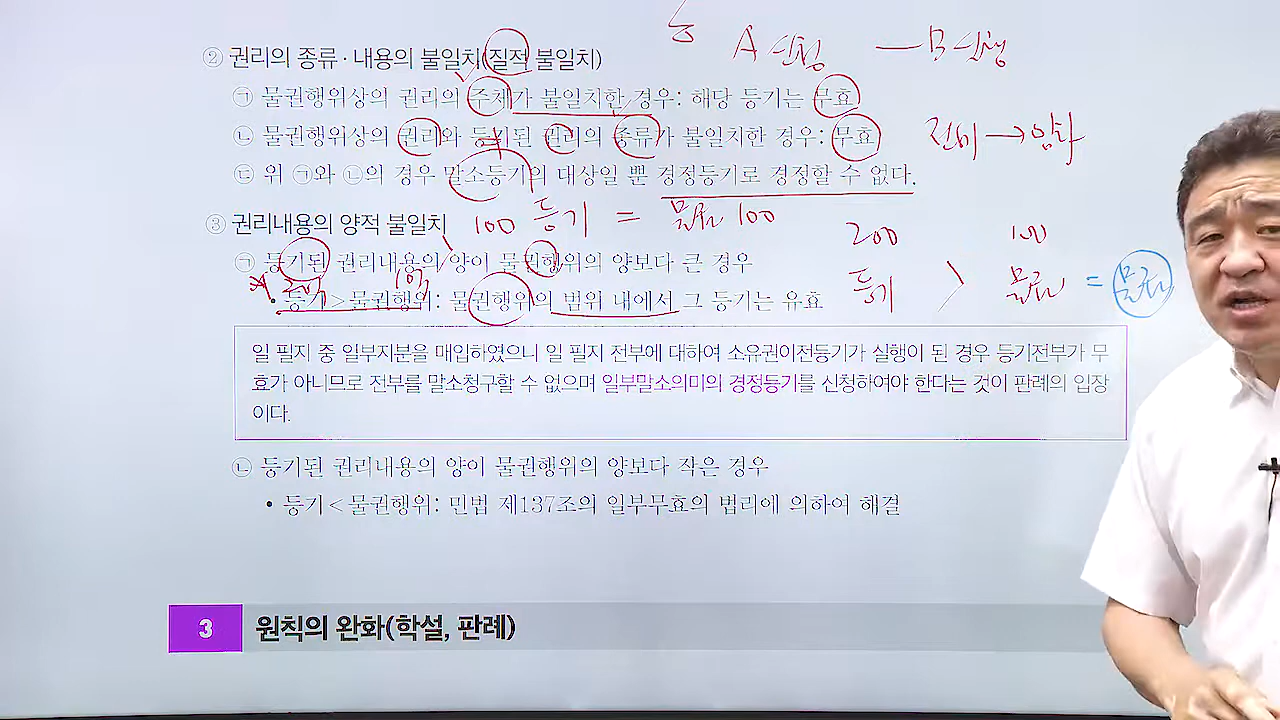 ② 권리의 종류·내용의 불일치(질적 불일치)
A 신청 — B 신청
㉠ 물권행위상의 권리의 주체가 불일치한 경우: 해당 등기는 무효
㉡ 물권행위상의 권리와 등기된 권리의 종류가 불일치한 경우: 무효
㉢ 위 ㉠와 ㉡의 경우 말소등기의 대상일 뿐 경정등기로 경정할 수 없다.
③ 권리내용의 양적 불일치
100 등기 = 물권 100
200 100
㉠ 등기된 권리내용의 양이 물권행위의 양보다 큰 경우
등기 > 물권 = 물권
• 등기>물권행위: 물권행위의 범위 내에서 그 등기는 유효
일 필지 중 일부지분을 매입하였으니 일 필지 전부에 대하여 소유권이전등기가 실행이 된 경우 등기전부가 무
효가 아니므로 전부를 말소청구할 수 없으며 일부말소의미의 경정등기를 신청하여야 한다는 것이 판례의 입장
이다.
㉡ 등기된 권리내용의 양이 물권행위의 양보다 작은 경우
• 등기<물권행위: 민법 제137조의 일부무효의 법리에 의하여 해결
3 원칙의 완화(학설, 판례)